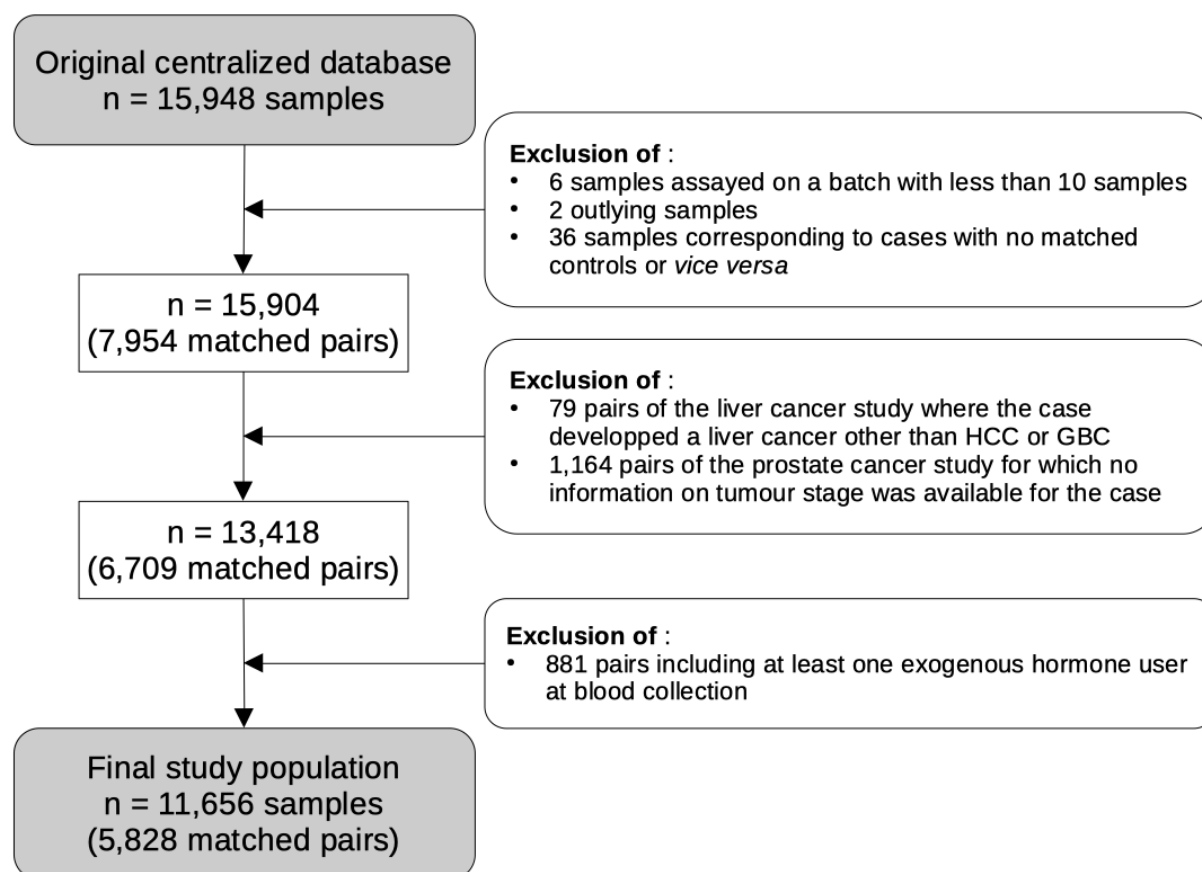 Original centralized database
n = 15,948 samples
Exclusion of :
• 6 samples assayed on a batch with less than 10 samples
• 2 outlying samples
• 36 samples corresponding to cases with no matched
controls or vice versa
n = 15,904
(7,954 matched pairs)
Exclusion of :
• 79 pairs of the liver cancer study where the case
developped a liver cancer other than HCC or GBC
• 1,164 pairs of the prostate cancer study for which no
information on tumour stage was available for the case
n = 13,418
(6,709 matched pairs)
Exclusion of :
• 881 pairs including at least one exogenous hormone user
at blood collection
Final study population
n = 11,656 samples
(5,828 matched pairs)